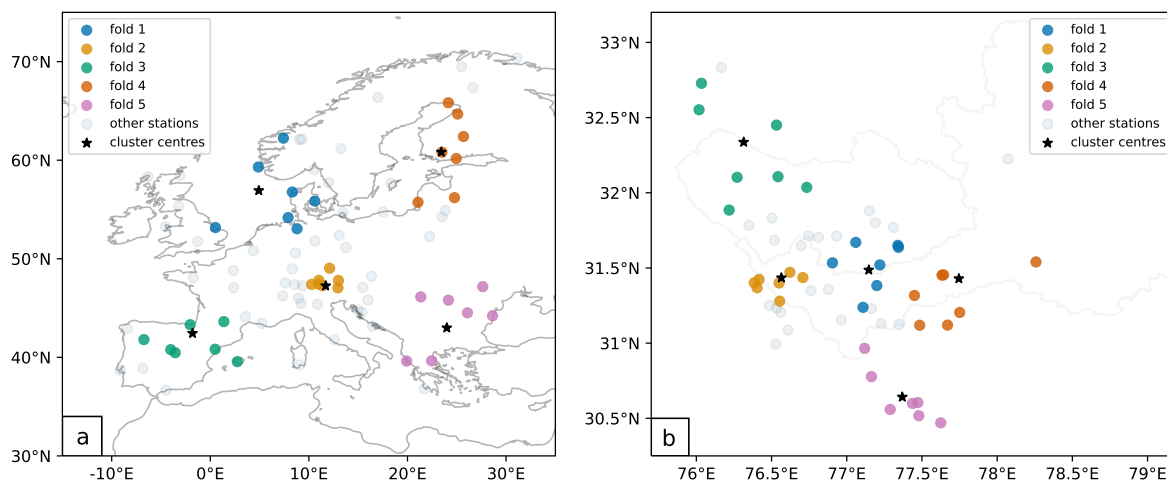 fold 1
fold 2
fold 3
fold 4
fold 5
other stations
cluster centres
70°N
60°N
50°N
40°N
30°N
a
-10°E
0°E
10°E
20°E
30°E
fold 1
fold 2
fold 3
fold 4
fold 5
other stations
cluster centres
33°N
32.5°N
32°N
31.5°N
31°N
30.5°N
b
76°E
76.5°E
77°E
77.5°E
78°E
78.5°E
79°E